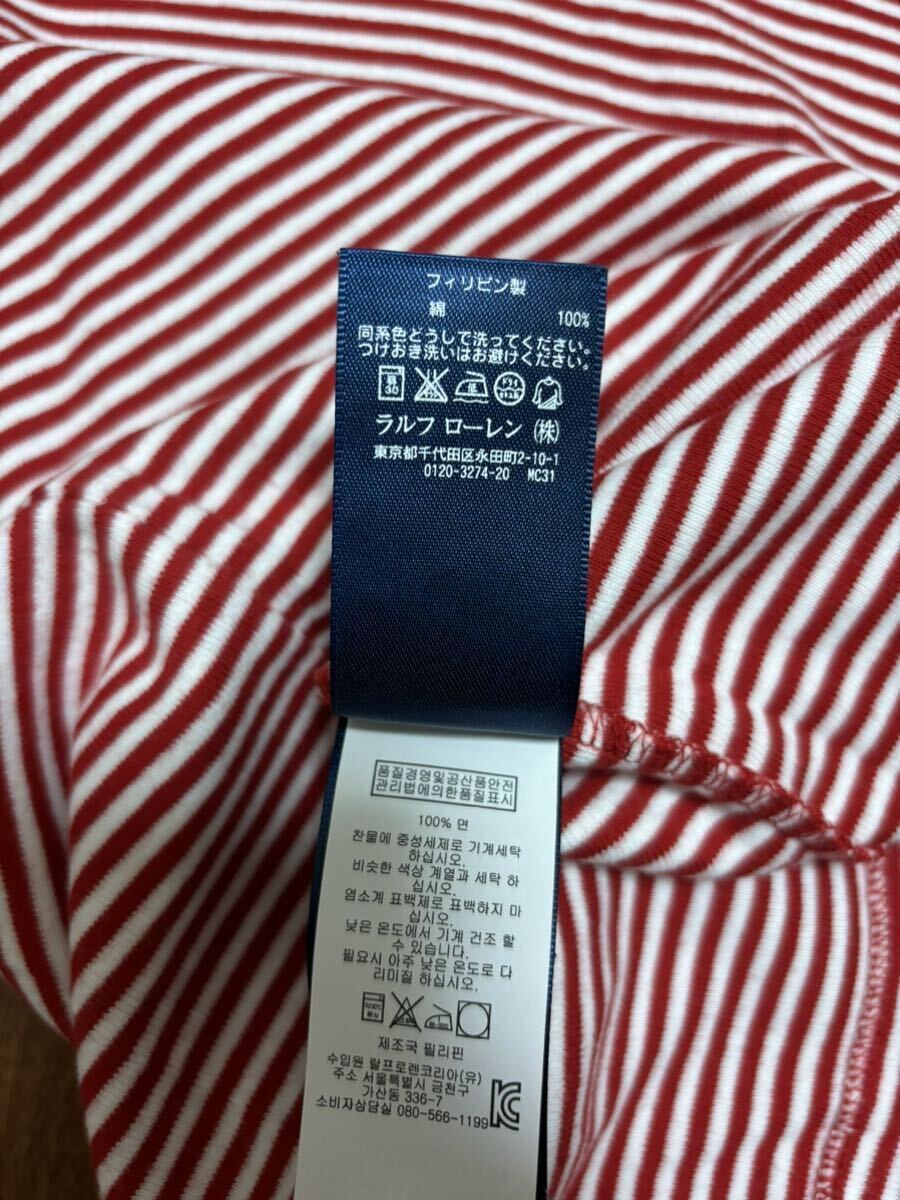 フィリピン製
綿 100%
同系色どうしで洗ってください。
つけおき洗いはお避けください。
ラルフ ローレン (株)
東京都千代田区永田町2-10-1
0120-3274-20 MC31
품질경영및공산품안전
관리법에의한품질표시
100% 면
찬물에 중성세제로 기계세탁
하십시오.
비슷한 색상 계열과 세탁 하
십시오.
염소계 표백제로 표백하지 마
십시오.
낮은 온도에서 기계 건조 할
수 있습니다.
필요시 아주 낮은 온도로 다
리미질 하십시오.
제조국 필리핀
수입원 랄프로렌코리아(유)
주소 서울특별시 금천구
가산동 336-7
소비자상담실 080-566-1199